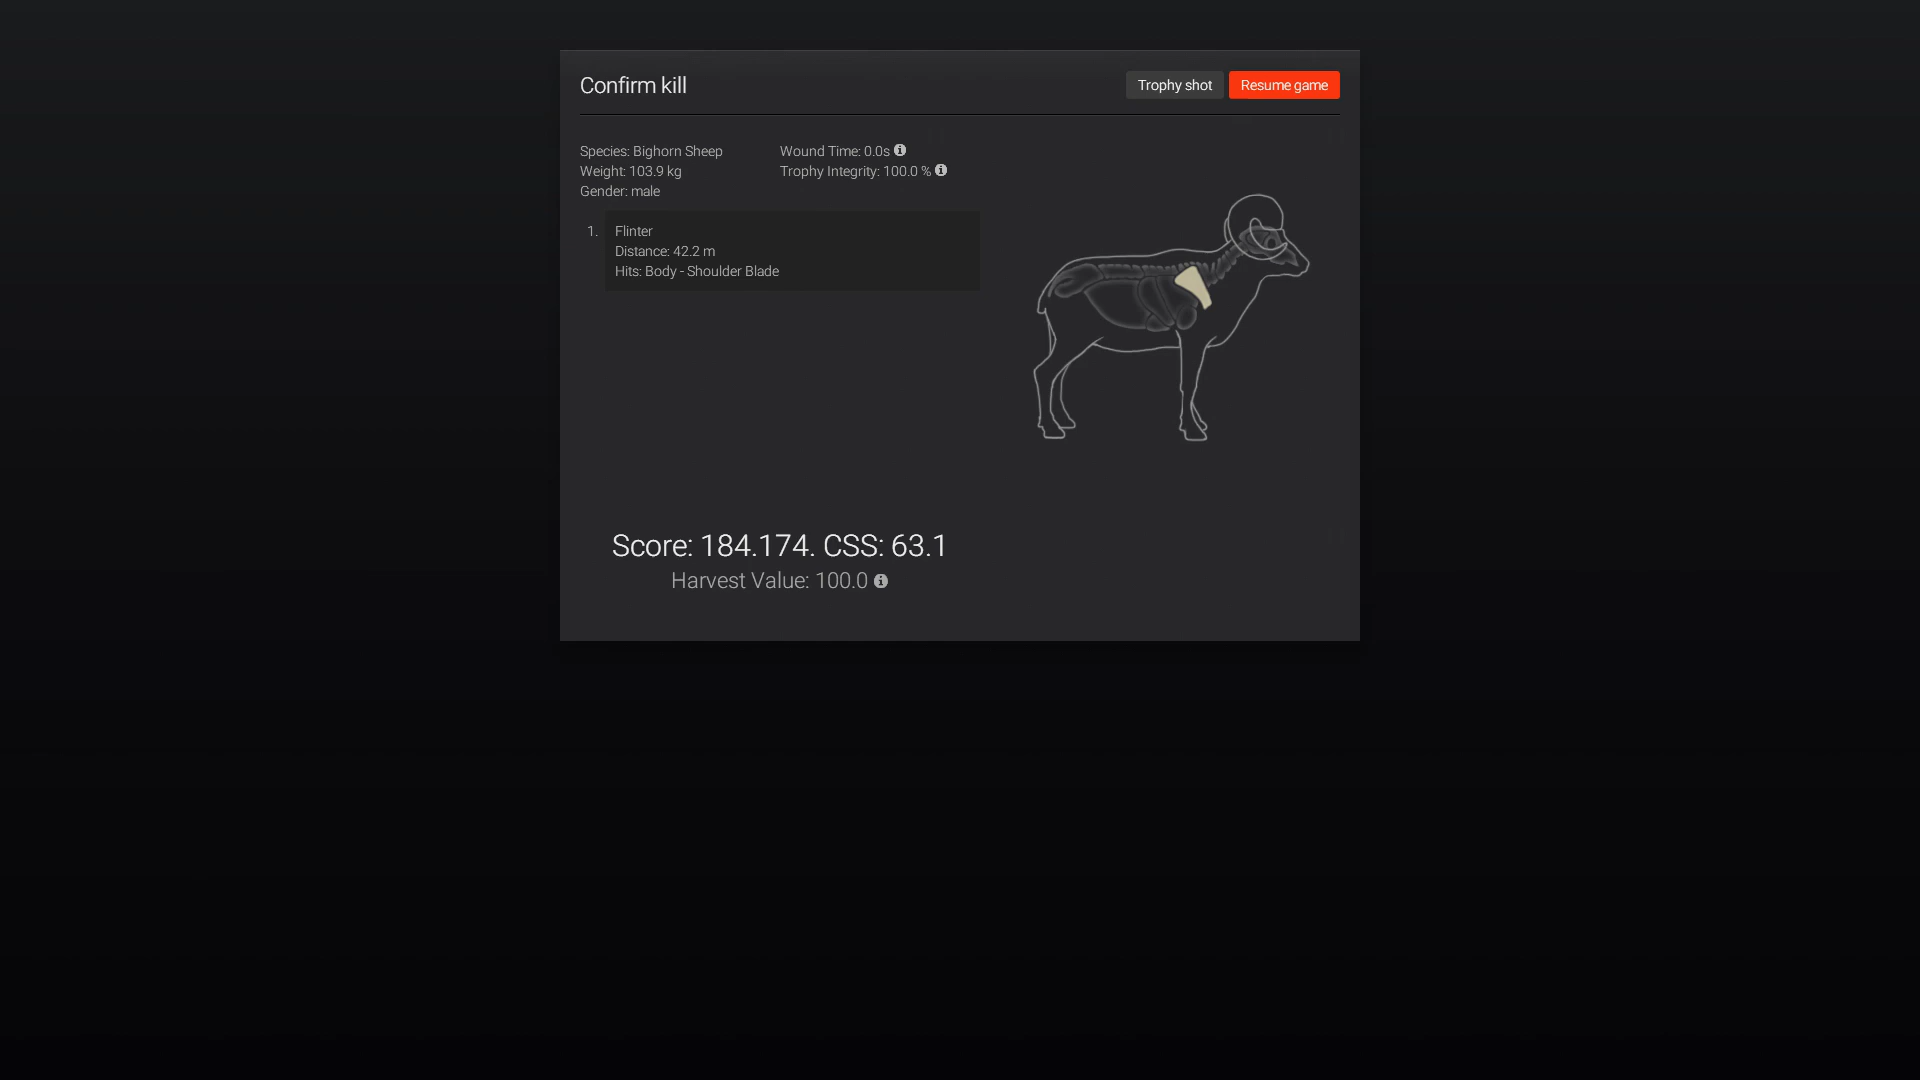 Confirm kill
Trophy shot
Resume game
Species: Bighorn Sheep
Weight: 103.9 kg
Gender: male
Wound Time: 0.0s
Trophy Integrity: 100.0 %
1.
Flinter
Distance: 42.2 m
Hits: Body - Shoulder Blade
Score: 184.174. CSS: 63.1
Harvest Value: 100.0